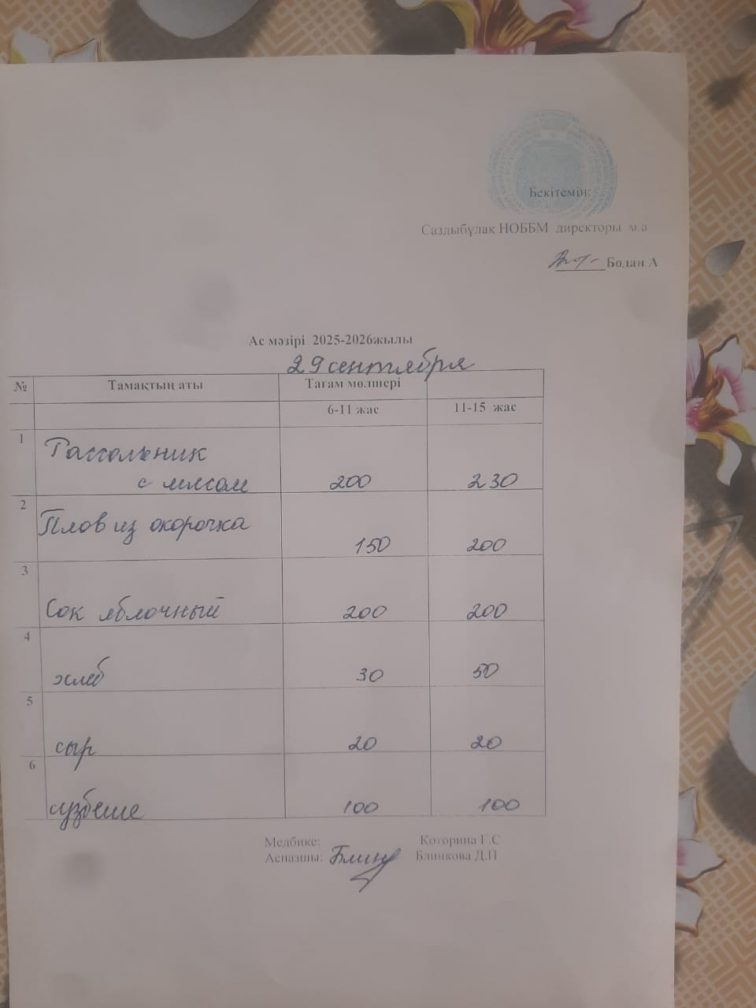 Бекітемін:
Саздыбұлақ НОББМ директоры м.а
Бодан А
Ас мәзірі 2025-2026жылы
29 сентября
№ Тамақтың аты Тағам мөлшері
6-11 жас 11-15 жас
1 Рассольник
с мясом 200 230
2 Плов из окорочка 150 200
3 Сок яблочный 200 200
4 хлеб 30 50
5 сыр 20 20
6 сузбеше 100 100
Медбике: Которина Г.С
Аспазшы: Блинкова Д.П